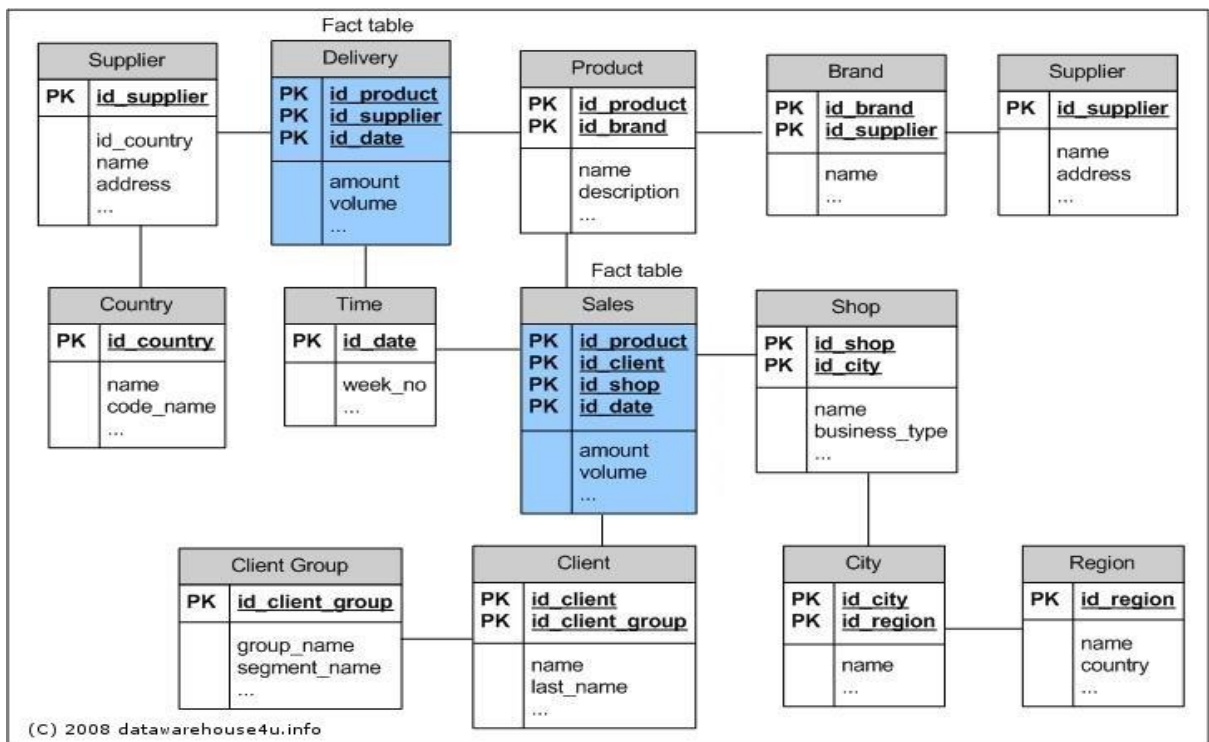 Fact table
Supplier
PK id_supplier
id_country
name
address
...
Delivery
PK id_product
PK id_supplier
PK id_date
amount
volume
...
Product
PK id_product
PK id_brand
name
description
...
Brand
PK id_brand
PK id_supplier
name
...
Supplier
PK id_supplier
name
address
...
Country
PK id_country
name
code_name
...
Time
PK id_date
week_no
...
Fact table
Sales
PK id_product
PK id_client
PK id_shop
PK id_date
amount
volume
...
Shop
PK id_shop
PK id_city
name
business_type
...
Client Group
PK id_client_group
group_name
segment_name
...
Client
PK id_client
PK id_client_group
name
last_name
...
City
PK id_city
PK id_region
name
...
Region
PK id_region
name
country
...
(C) 2008 datawarehouse4u.info